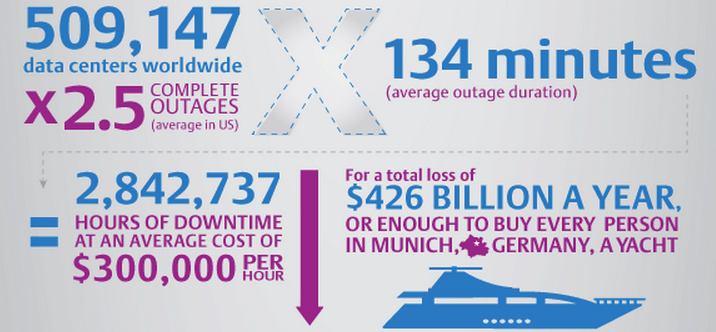 509,147
data centers worldwide
x2.5 COMPLETE
OUTAGES
(average in US)
X
134 minutes
(average outage duration)
= 2,842,737
HOURS OF DOWNTIME
AT AN AVERAGE COST OF
$300,000 PER
HOUR
For a total loss of
$426 BILLION A YEAR,
OR ENOUGH TO BUY EVERY PERSON
IN MUNICH, GERMANY, A YACHT